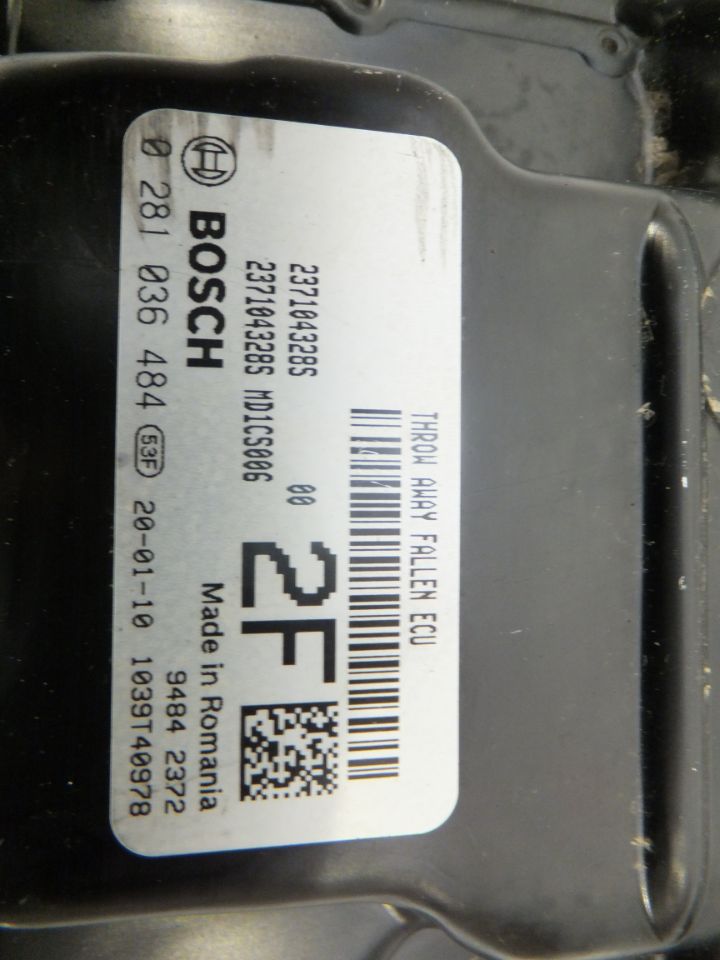 THROW AWAY FALLEN ECU
237104328S 00
237104328S MD1CS006
2F
BOSCH
Made in Romania
9484 2372
0 281 036 484 53F 20-01-10 1039T40978